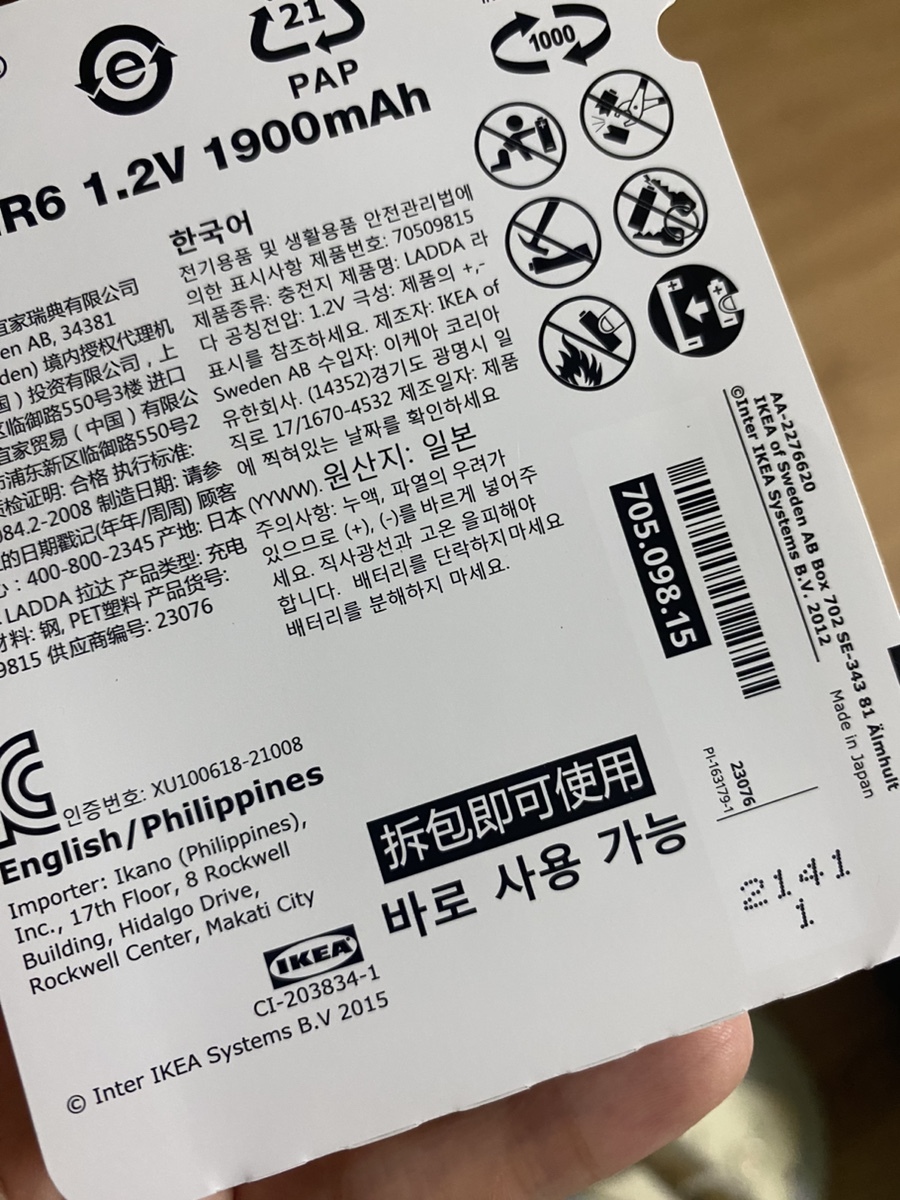 21
PAP
1000
R6 1.2V 1900mAh
한국어
전기용품 및 생활용품 안전관리법에
의한 표시사항 제품번호: 70509815
제품종류: 충전지 제품명: LADDA 라
다 공칭전압: 1.2V 극성: 제품의 +,-
표시를 참조하세요. 제조자: IKEA of
Sweden AB 수입자: 이케아 코리아
유한회사. (14352)경기도 광명시 일
직로 17/1670-4532 제조일자: 제품
에 찍혀있는 날짜를 확인하세요
(YYWW). 원산지: 일본
주의사항: 누액, 파열의 우려가
있으므로 (+), (-)를 바르게 넣어주
세요. 직사광선과 고온 을피해야
합니다. 배터리를 단락하지마세요
배터리를 분해하지 마세요.
宜家瑞典有限公司
en AB, 34381
den) 境内授权代理机
国）投资有限公司，上
区临御路550号3楼 进口
宜家贸易（中国）有限公
市浦东新区临御路550号2
质检证明: 合格 执行标准:
084.2-2008 制造日期: 请参
的日期戳记(年年/周周) 顾客
心: 400-800-2345 产地: 日本
LADDA 拉达 产品类型: 充电
材料: 钢, PET塑料 产品货号:
9815 供应商编号: 23076
인증번호: XU100618-21008
English/Philippines
Importer: Ikano (Philippines),
Inc., 17th Floor, 8 Rockwell
Building, Hidalgo Drive,
Rockwell Center, Makati City
IKEA
CI-203834-1
© Inter IKEA Systems B.V 2015
拆包即可使用
바로 사용 가능
705.098.15
AA-2276620
IKEA of Sweden AB Box 702 SE-343 81 Älmhult
©Inter IKEA Systems B.V. 2012
Made in Japan
23076
PI-163179-1
2141
1